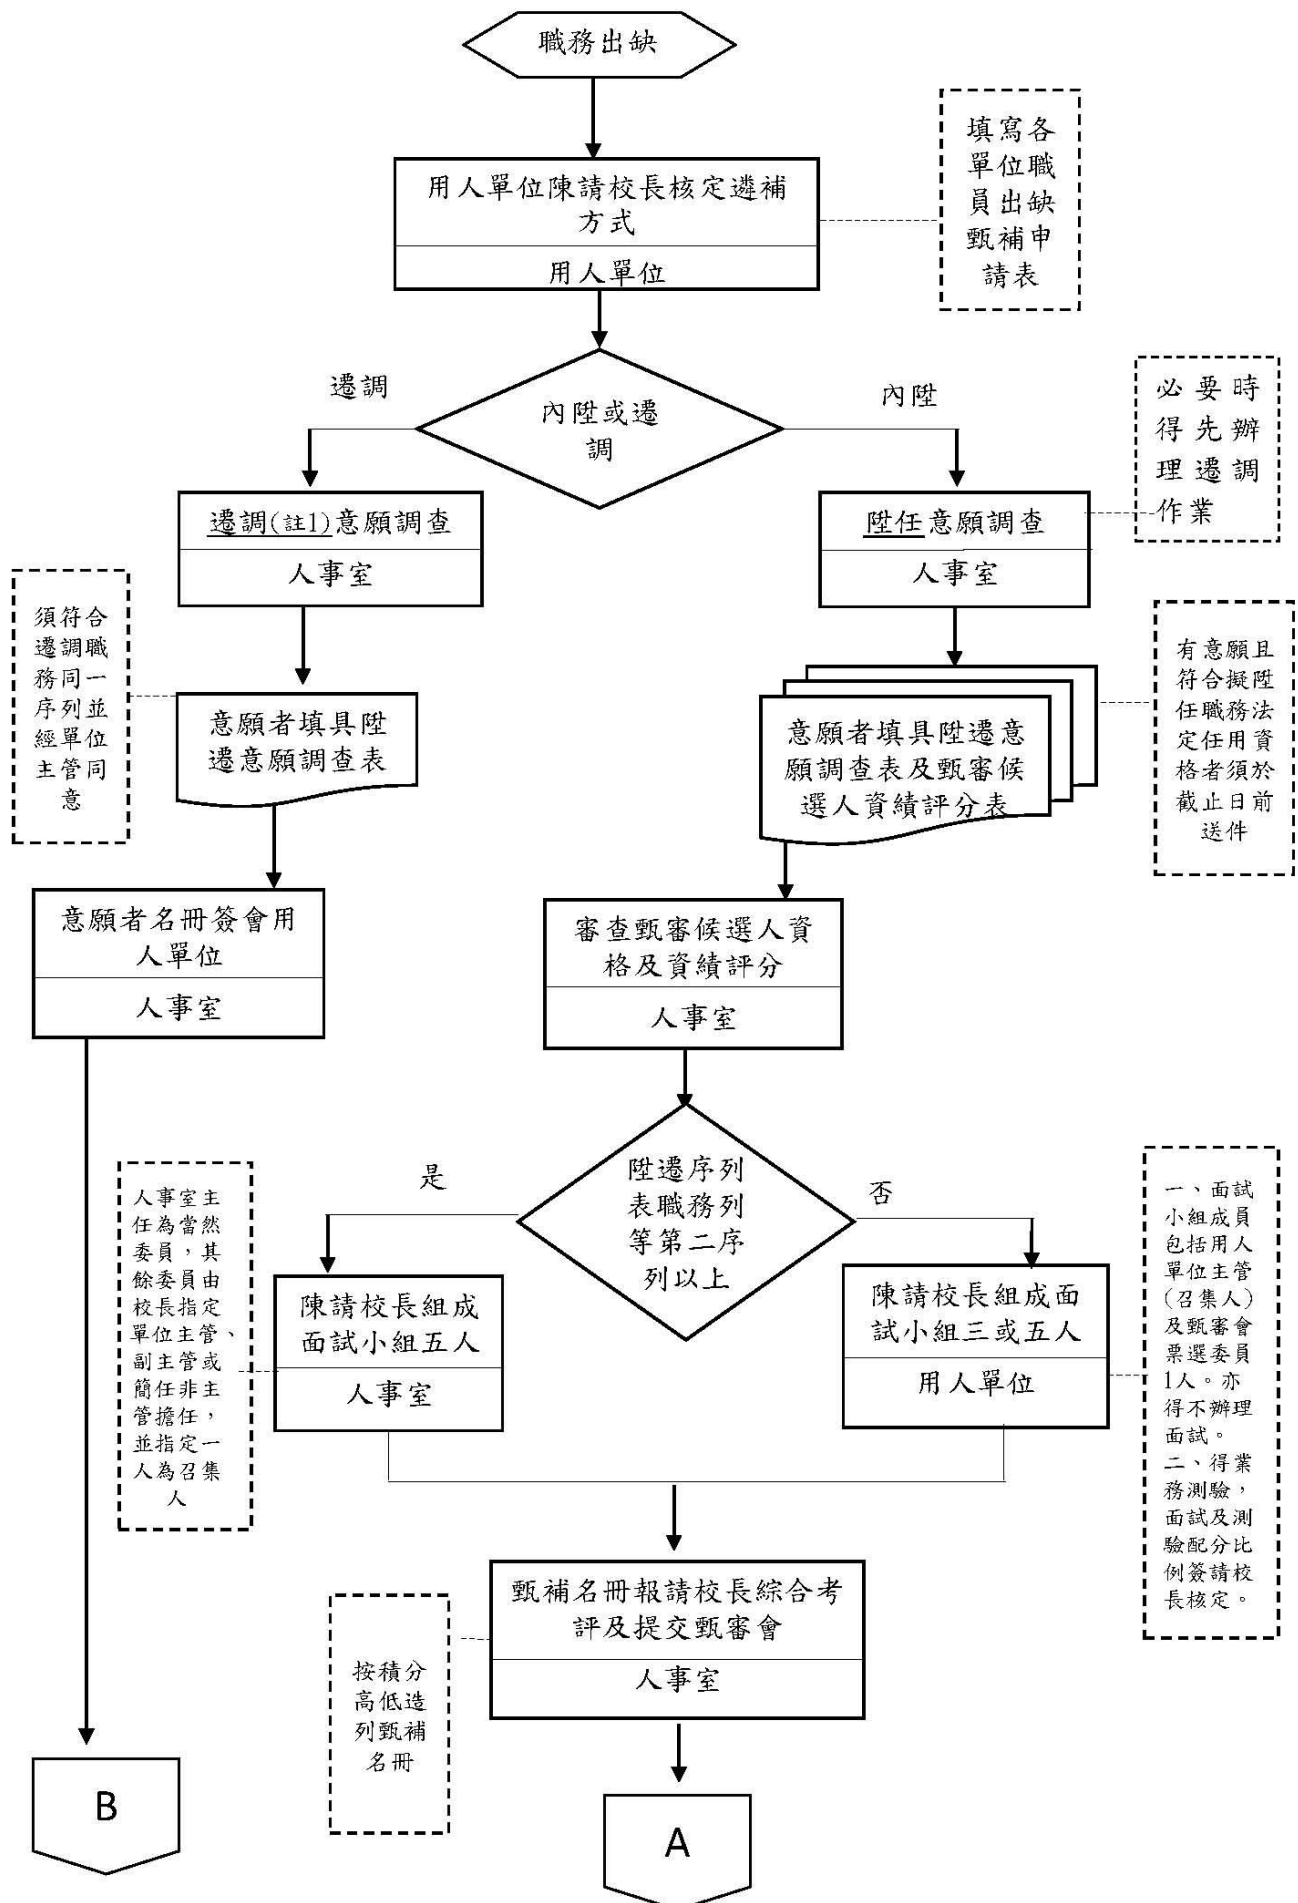 職務出缺
用人單位陳請校長核定遴補
方式
用人單位
填寫各
單位職
員出缺
甄補申
請表
內陞或遷
調
遷調
內陞
必要時
得先辦
理遷調
作業
遷調(註1)意願調查
人事室
陞任意願調查
人事室
須符合
遷調職
務同一
序列並
經單位
主管同
意
意願者填具陞
遷意願調查表
意願者填具陞遷意
願調查表及甄審候
選人資績評分表
有意願且
符合擬陞
任職務法
定任用資
格者須於
截止日前
送件
意願者名冊簽會用
人單位
人事室
審查甄審候選人資
格及資績評分
人事室
陞遷序列
表職務列
等第二序
列以上
是
否
人事室主
任為當然
委員，其
餘委員由
校長指定
單位主管、
副主管或
簡任非主
管擔任，
並指定一
人為召集
人
陳請校長組成
面試小組五人
人事室
陳請校長組成面
試小組三或五人
用人單位
一、面試
小組成員
包括用人
單位主管
(召集人)
及甄審會
票選委員
1人。亦
得不辦理
面試。
二、得業
務測驗，
面試及測
驗配分比
例簽請校
長核定。
甄補名冊報請校長綜合考
評及提交甄審會
人事室
按積分
高低造
列甄補
名冊
B
A